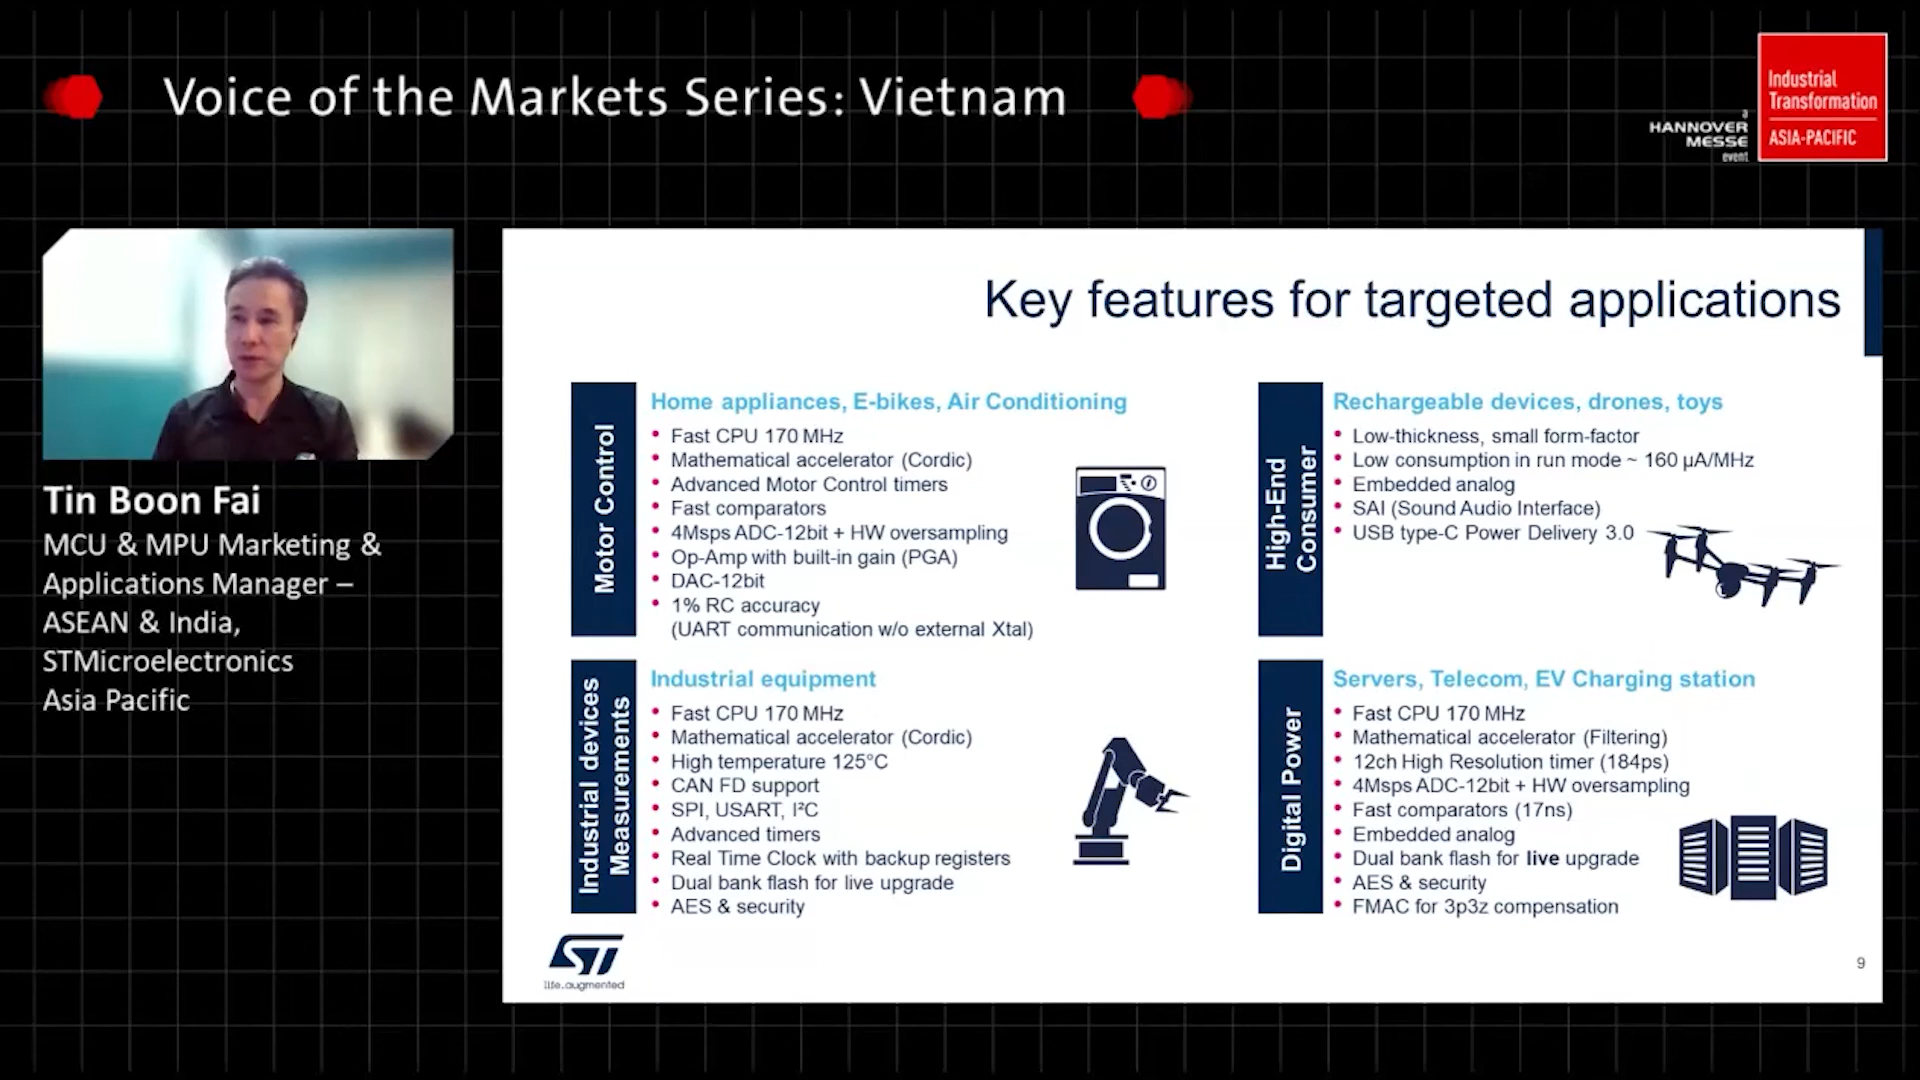 Voice of the Markets Series: Vietnam
a
HANNOVER
MESSE
event
Industrial
Transformation
ASIA-PACIFIC
Tin Boon Fai
MCU & MPU Marketing &
Applications Manager –
ASEAN & India,
STMicroelectronics
Asia Pacific
Key features for targeted applications
Motor Control
Home appliances, E-bikes, Air Conditioning
• Fast CPU 170 MHz
• Mathematical accelerator (Cordic)
• Advanced Motor Control timers
• Fast comparators
• 4Msps ADC-12bit + HW oversampling
• Op-Amp with built-in gain (PGA)
• DAC-12bit
• 1% RC accuracy
(UART communication w/o external Xtal)
High-End
Consumer
Rechargeable devices, drones, toys
• Low-thickness, small form-factor
• Low consumption in run mode ~ 160 µA/MHz
• Embedded analog
• SAI (Sound Audio Interface)
• USB type-C Power Delivery 3.0
Industrial devices
Measurements
Industrial equipment
• Fast CPU 170 MHz
• Mathematical accelerator (Cordic)
• High temperature 125°C
• CAN FD support
• SPI, USART, I²C
• Advanced timers
• Real Time Clock with backup registers
• Dual bank flash for live upgrade
• AES & security
Digital Power
Servers, Telecom, EV Charging station
• Fast CPU 170 MHz
• Mathematical accelerator (Filtering)
• 12ch High Resolution timer (184ps)
• 4Msps ADC-12bit + HW oversampling
• Fast comparators (17ns)
• Embedded analog
• Dual bank flash for live upgrade
• AES & security
• FMAC for 3p3z compensation
ST
life.augmented
9